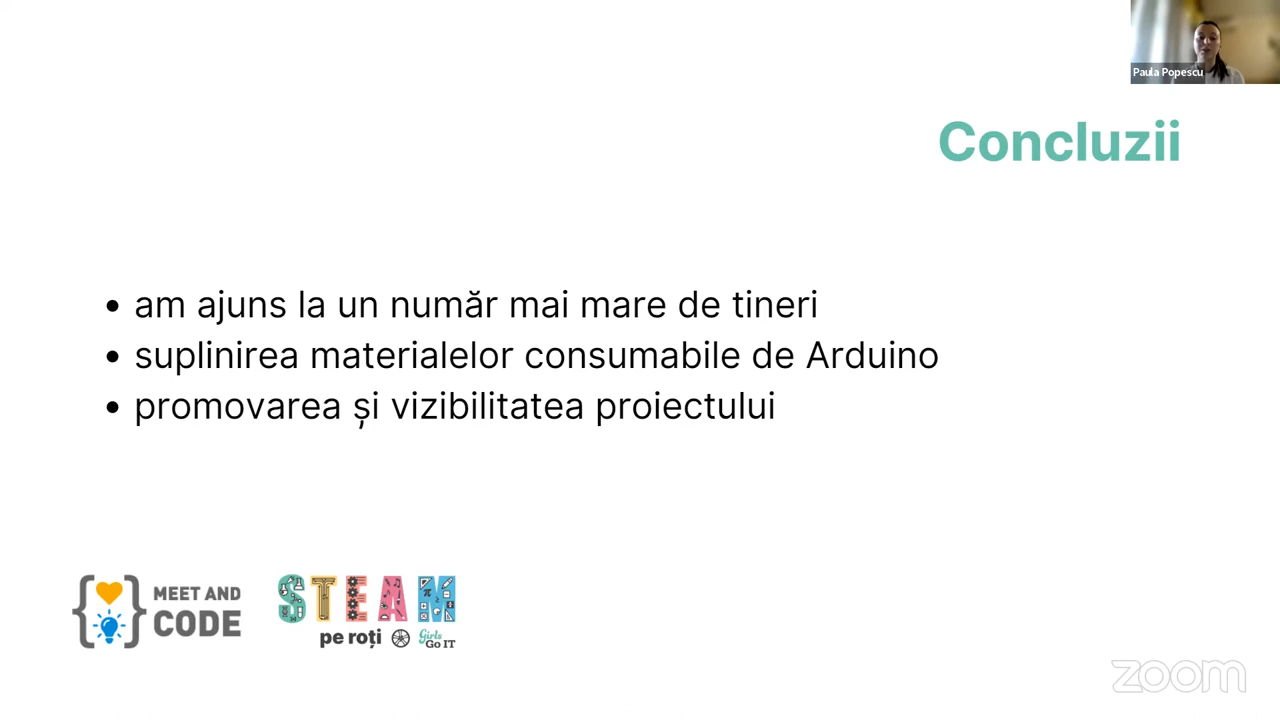 Paula Popescu
Concluzii
• am ajuns la un număr mai mare de tineri
• suplinirea materialelor consumabile de Arduino
• promovarea și vizibilitatea proiectului
MEET AND
CODE
STEAM
pe roți
Girls
Go IT
zoom